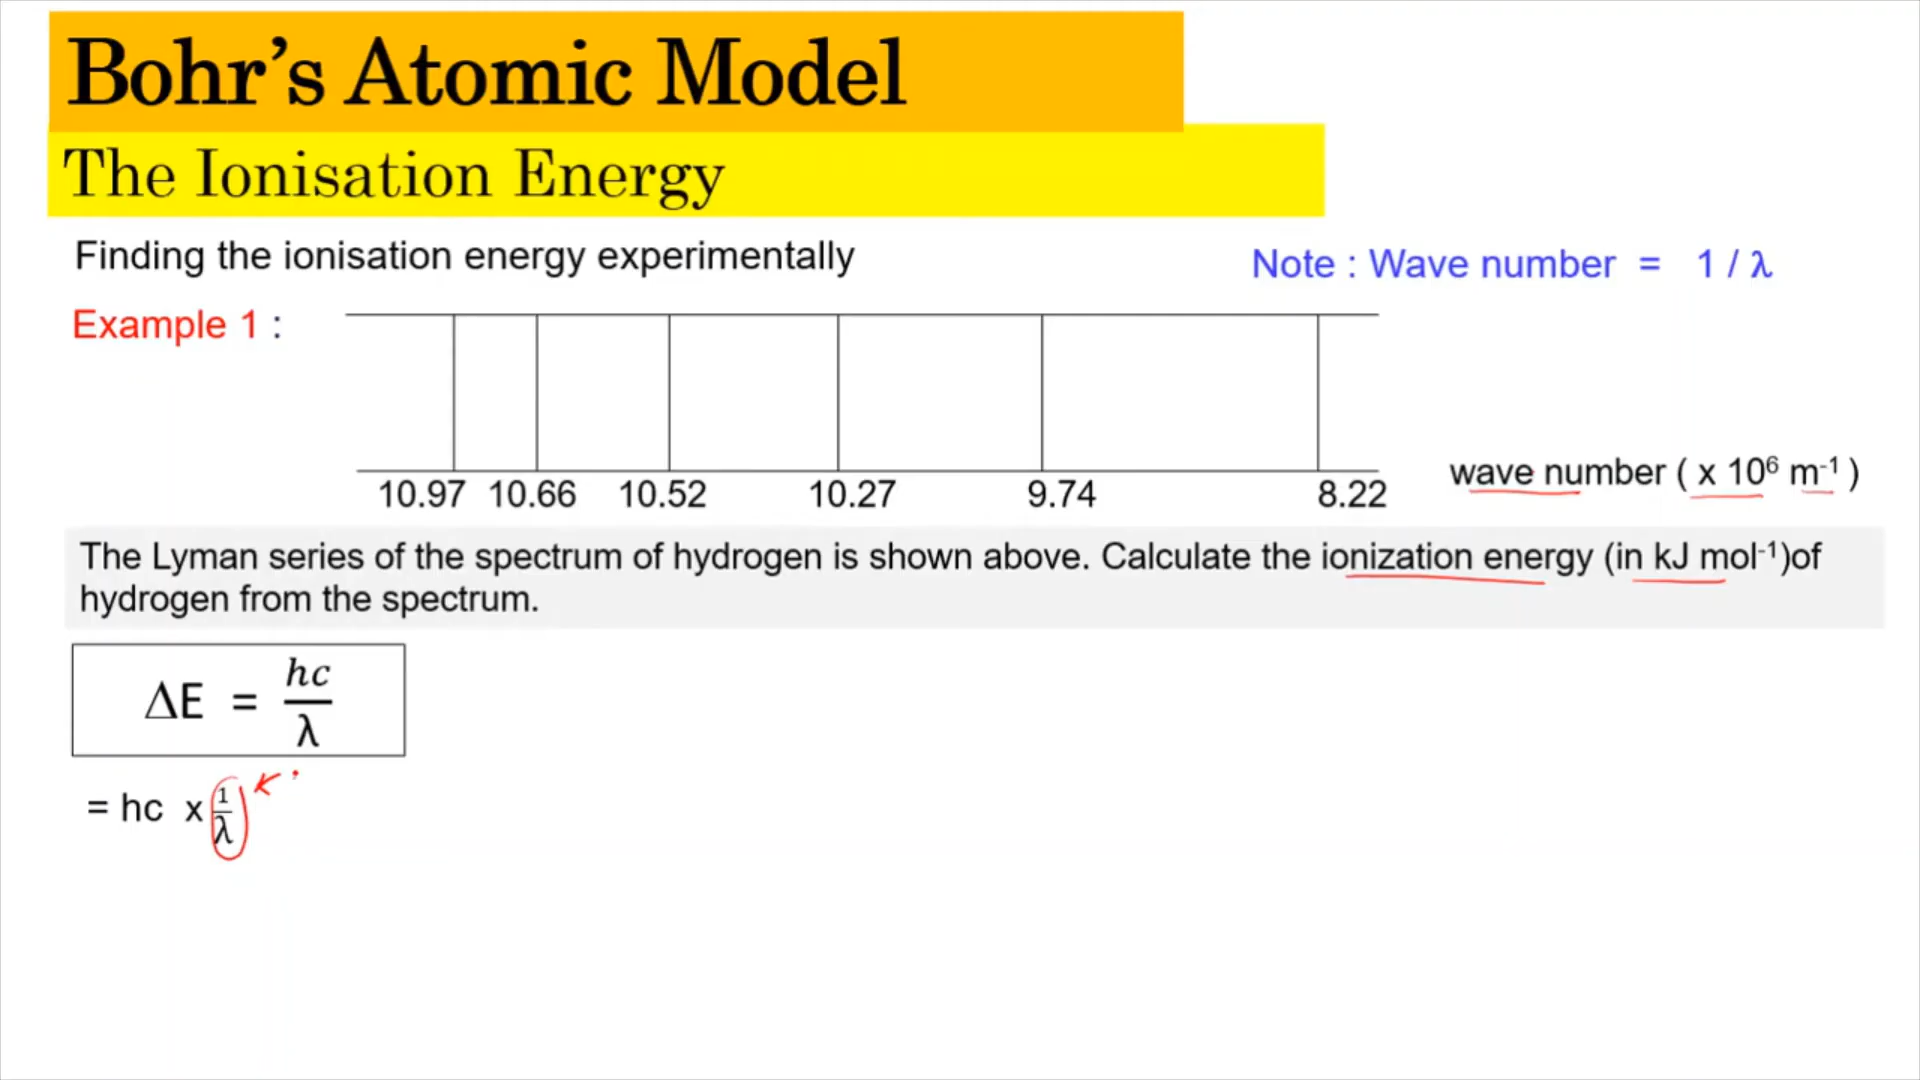 Bohr’s Atomic Model
The Ionisation Energy
Finding the ionisation energy experimentally
Note : Wave number = 1 / λ
Example 1 :
10.97 10.66 10.52 10.27 9.74 8.22
wave number ( x 10⁶ m⁻¹ )
The Lyman series of the spectrum of hydrogen is shown above. Calculate the ionization energy (in kJ mol⁻¹)of
hydrogen from the spectrum.
ΔE = hc/λ
= hc x 1/λ